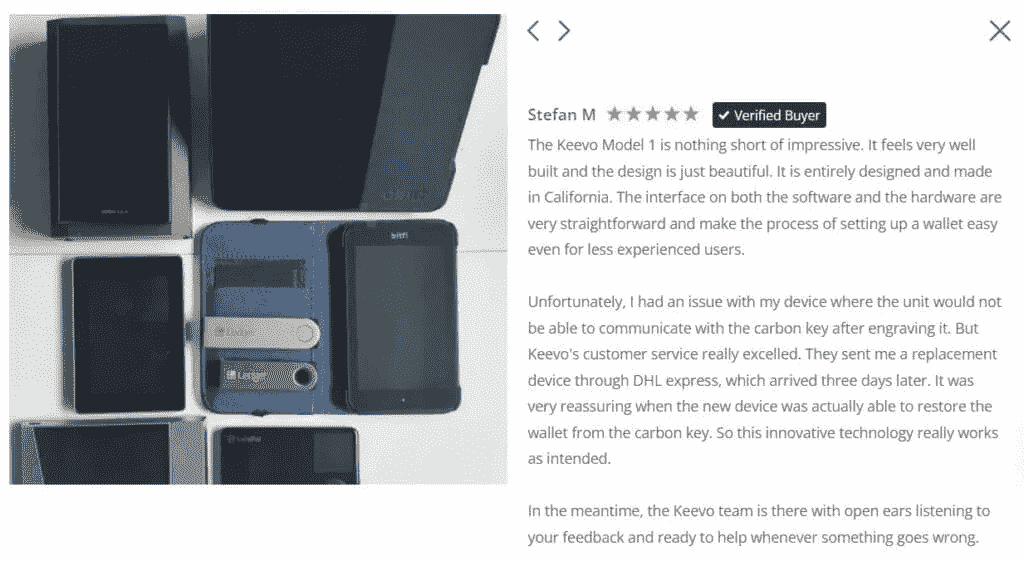 Stefan M ★★★★★ ✔ Verified Buyer
The Keevo Model 1 is nothing short of impressive. It feels very well
built and the design is just beautiful. It is entirely designed and made
in California. The interface on both the software and the hardware are
very straightforward and make the process of setting up a wallet easy
even for less experienced users.
Unfortunately, I had an issue with my device where the unit would not
be able to communicate with the carbon key after engraving it. But
Keevo's customer service really excelled. They sent me a replacement
device through DHL express, which arrived three days later. It was
very reassuring when the new device was actually able to restore the
wallet from the carbon key. So this innovative technology really works
as intended.
In the meantime, the Keevo team is there with open ears listening to
your feedback and ready to help whenever something goes wrong.
bitfi
Ledger
Ledger